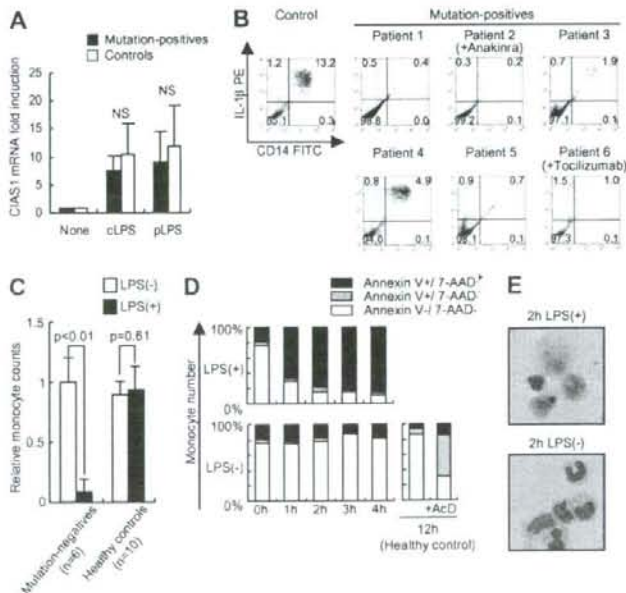 A
Mutation-positives
Controls
CIAS1 mRNA fold induction
25
20
15
10
5
0
NS
NS
None
cLPS
pLPS
B
Control
Mutation-positives
Patient 1
Patient 2
(+Anakinra)
Patient 3
1.2
13.2
0.3
0.5
0.4
0.0
0.3
0.2
0.1
0.7
1.9
0.3
IL-1β PE
CD14 FITC
Patient 4
Patient 5
Patient 6
(+Tocilizumab)
0.8
4.9
0.1
0.9
0.7
0.1
1.5
1.0
0.1
C
LPS(-)
LPS(+)
Relative monocyte counts
1.5
1
0.5
0
p<0.01
p=0.61
Mutation-negatives
(n=6)
Healthy controls
(n=10)
D
Annexin V+/ 7-AAD+
Annexin V+/ 7-AAD-
Annexin V-/ 7-AAD-
Monocyte number
LPS(+)
100%
0%
LPS(-)
100%
0%
100%
0%
0h
1h
2h
3h
4h
+AcD
12h
(Healthy control)
E
2h LPS(+)
2h LPS(-)